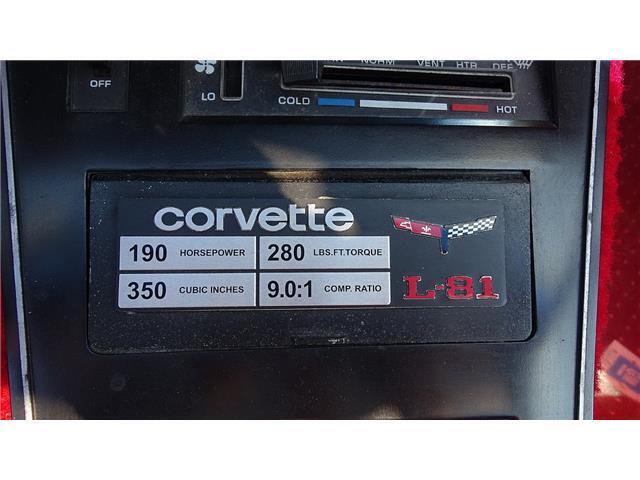 NORM VENT HTR DEF
OFF
LO
COLD HOT
corvette
190 HORSEPOWER 280 LBS.FT.TORQUE
350 CUBIC INCHES 9.0:1 COMP. RATIO
L-81